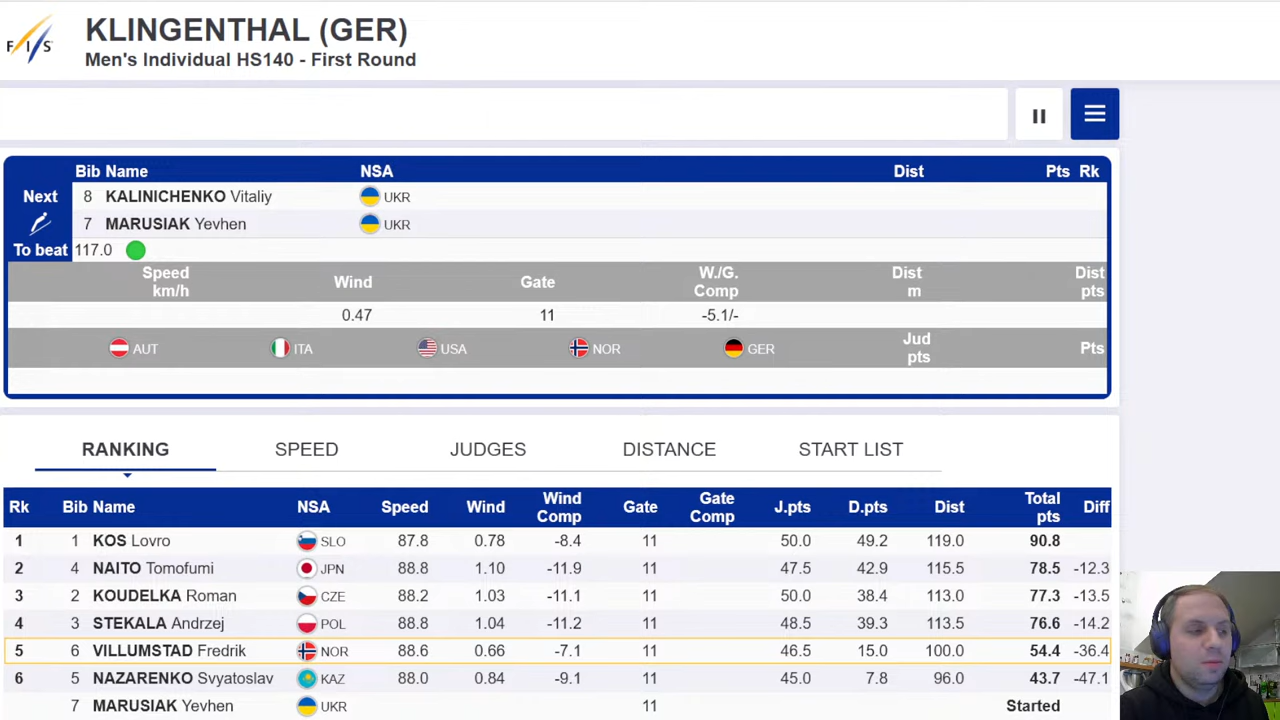 FIS
KLINGENTHAL (GER)
Men's Individual HS140 - First Round
Bib Name NSA Dist Pts Rk
Next 8 KALINICHENKO Vitaliy UKR
7 MARUSIAK Yevhen UKR
To beat 117.0
Speed km/h Wind Gate W./G. Comp Dist m Dist pts
0.47 11 -5.1/-
AUT ITA USA NOR GER Jud pts Pts
RANKING SPEED JUDGES DISTANCE START LIST
Rk Bib Name NSA Speed Wind Wind Comp Gate Gate Comp J.pts D.pts Dist Total pts Diff
1 1 KOS Lovro SLO 87.8 0.78 -8.4 11 50.0 49.2 119.0 90.8
2 4 NAITO Tomofumi JPN 88.8 1.10 -11.9 11 47.5 42.9 115.5 78.5 -12.3
3 2 KOUDELKA Roman CZE 88.2 1.03 -11.1 11 50.0 38.4 113.0 77.3 -13.5
4 3 STEKALA Andrzej POL 88.8 1.04 -11.2 11 48.5 39.3 113.5 76.6 -14.2
5 6 VILLUMSTAD Fredrik NOR 88.6 0.66 -7.1 11 46.5 15.0 100.0 54.4 -36.4
6 5 NAZARENKO Svyatoslav KAZ 88.0 0.84 -9.1 11 45.0 7.8 96.0 43.7 -47.1
7 MARUSIAK Yevhen UKR 11 Started